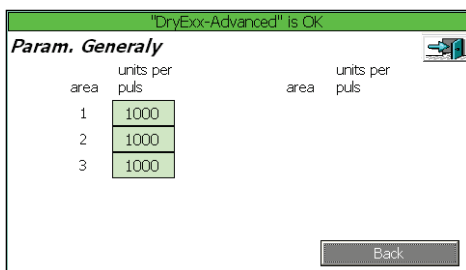 "DryExx-Advanced" is OK
Param. Generaly
units per units per
area puls area puls
1 1000
2 1000
3 1000
Back